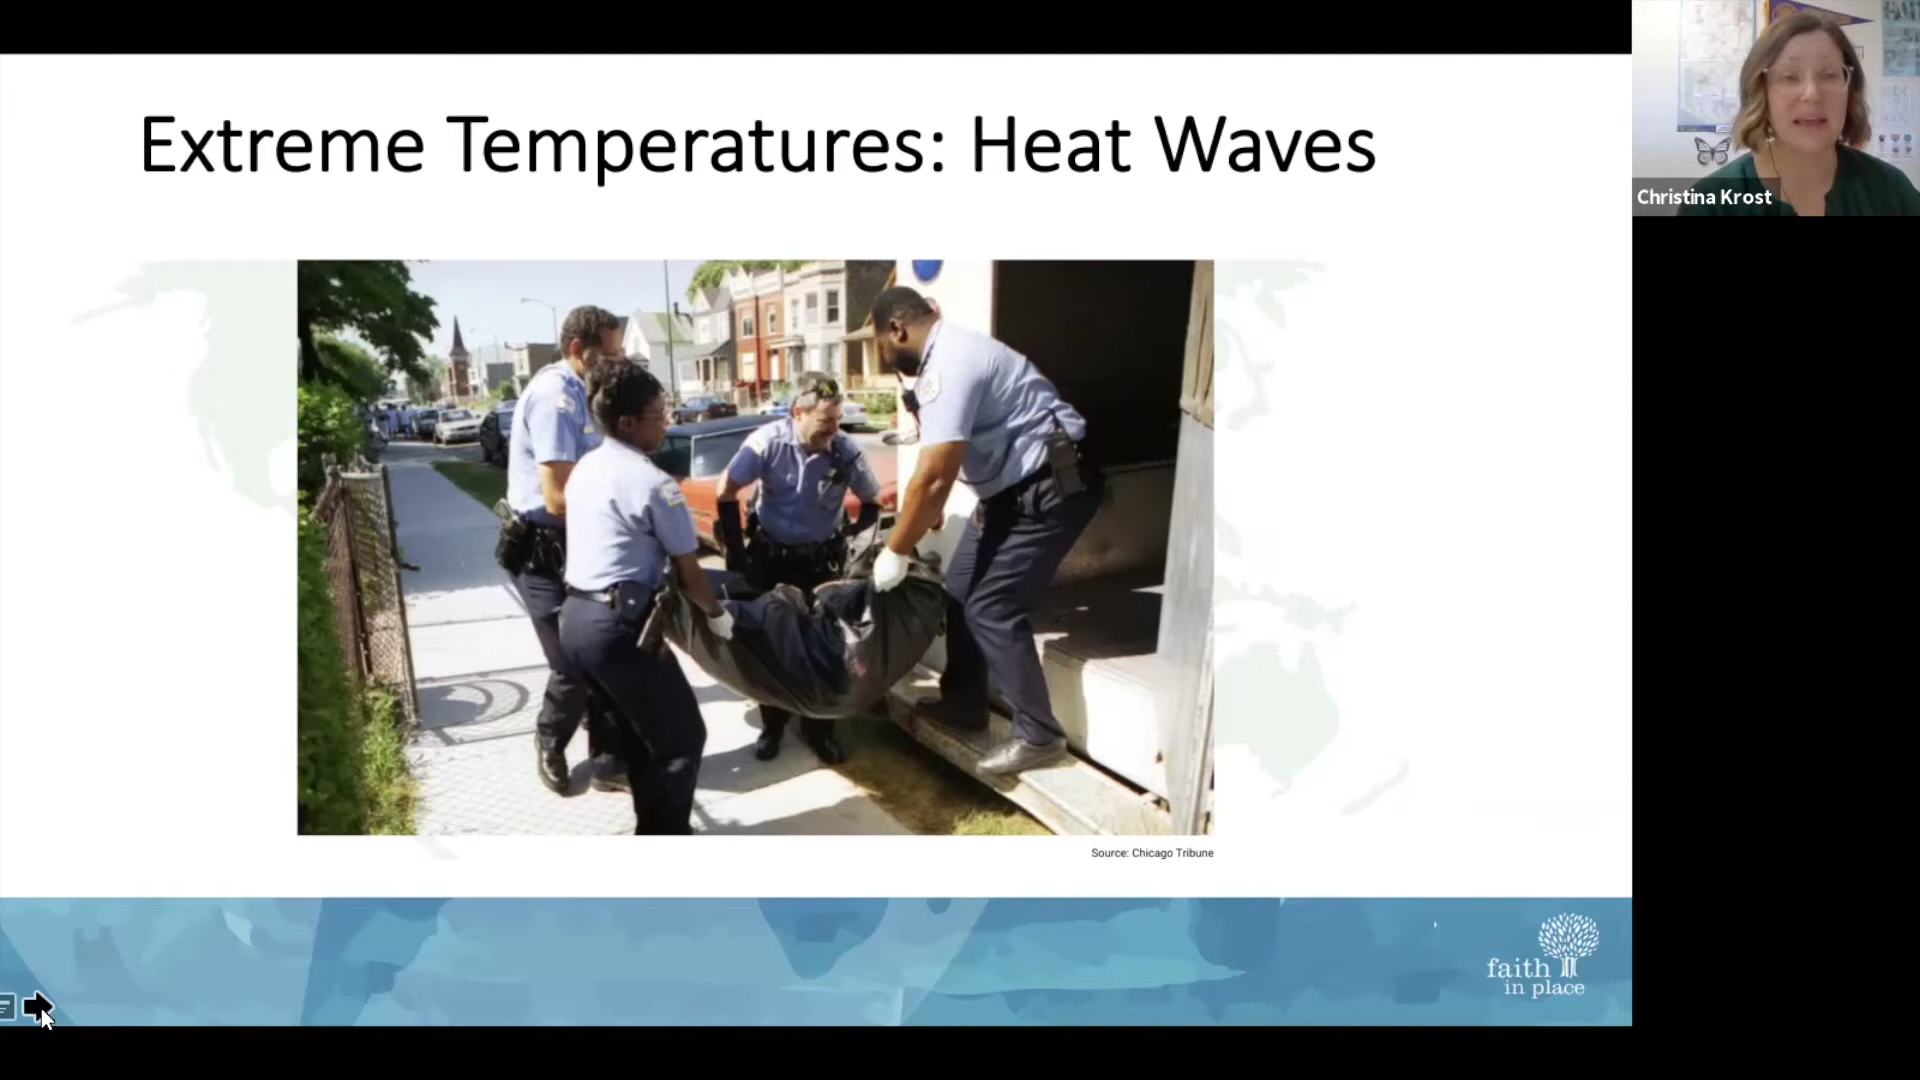 Extreme Temperatures: Heat Waves
Christina Krost
Source: Chicago Tribune
faith
in place